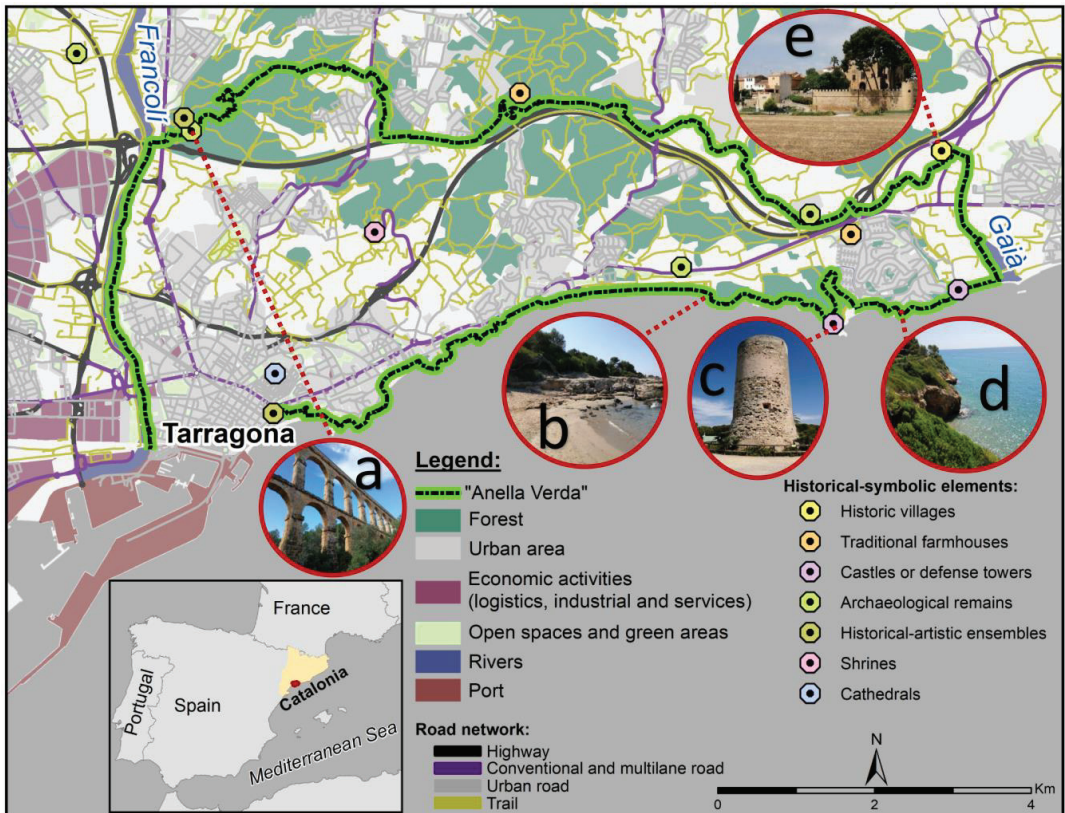 e
Francolí
Gaià
Tarragona
a
b
c
d
Legend:
"Anella Verda"
Forest
Urban area
Economic activities
(logistics, industrial and services)
Open spaces and green areas
Rivers
Port
Road network:
Highway
Conventional and multilane road
Urban road
Trail
Historical-symbolic elements:
Historic villages
Traditional farmhouses
Castles or defense towers
Archaeological remains
Historical-artistic ensembles
Shrines
Cathedrals
N
Km
0 2 4
France
Portugal
Spain
Catalonia
Mediterranean Sea